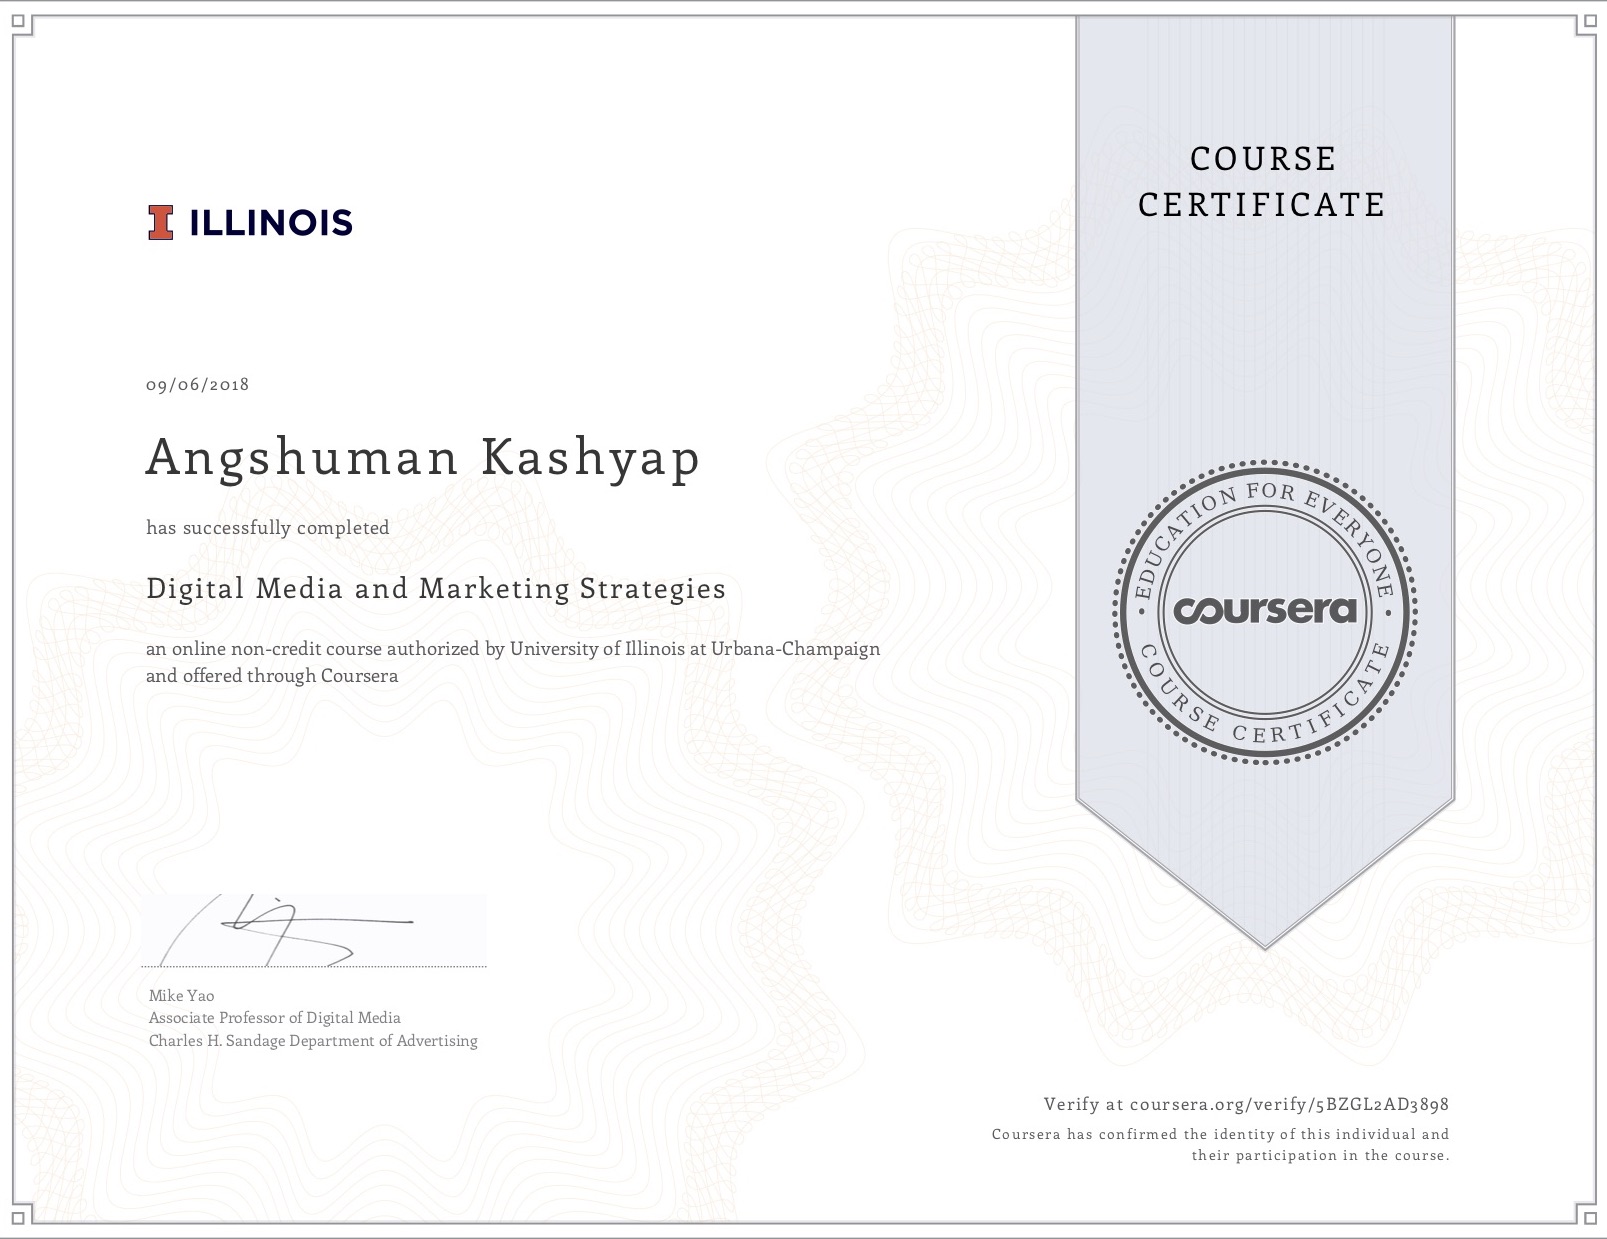 COURSE
CERTIFICATE
I ILLINOIS
09/06/2018
Angshuman Kashyap
has successfully completed
Digital Media and Marketing Strategies
an online non-credit course authorized by University of Illinois at Urbana-Champaign
and offered through Coursera
EDUCATION FOR EVERYONE
coursera
COURSE CERTIFICATE
Mike Yao
Associate Professor of Digital Media
Charles H. Sandage Department of Advertising
Verify at coursera.org/verify/5BZGL2AD3898
Coursera has confirmed the identity of this individual and
their participation in the course.